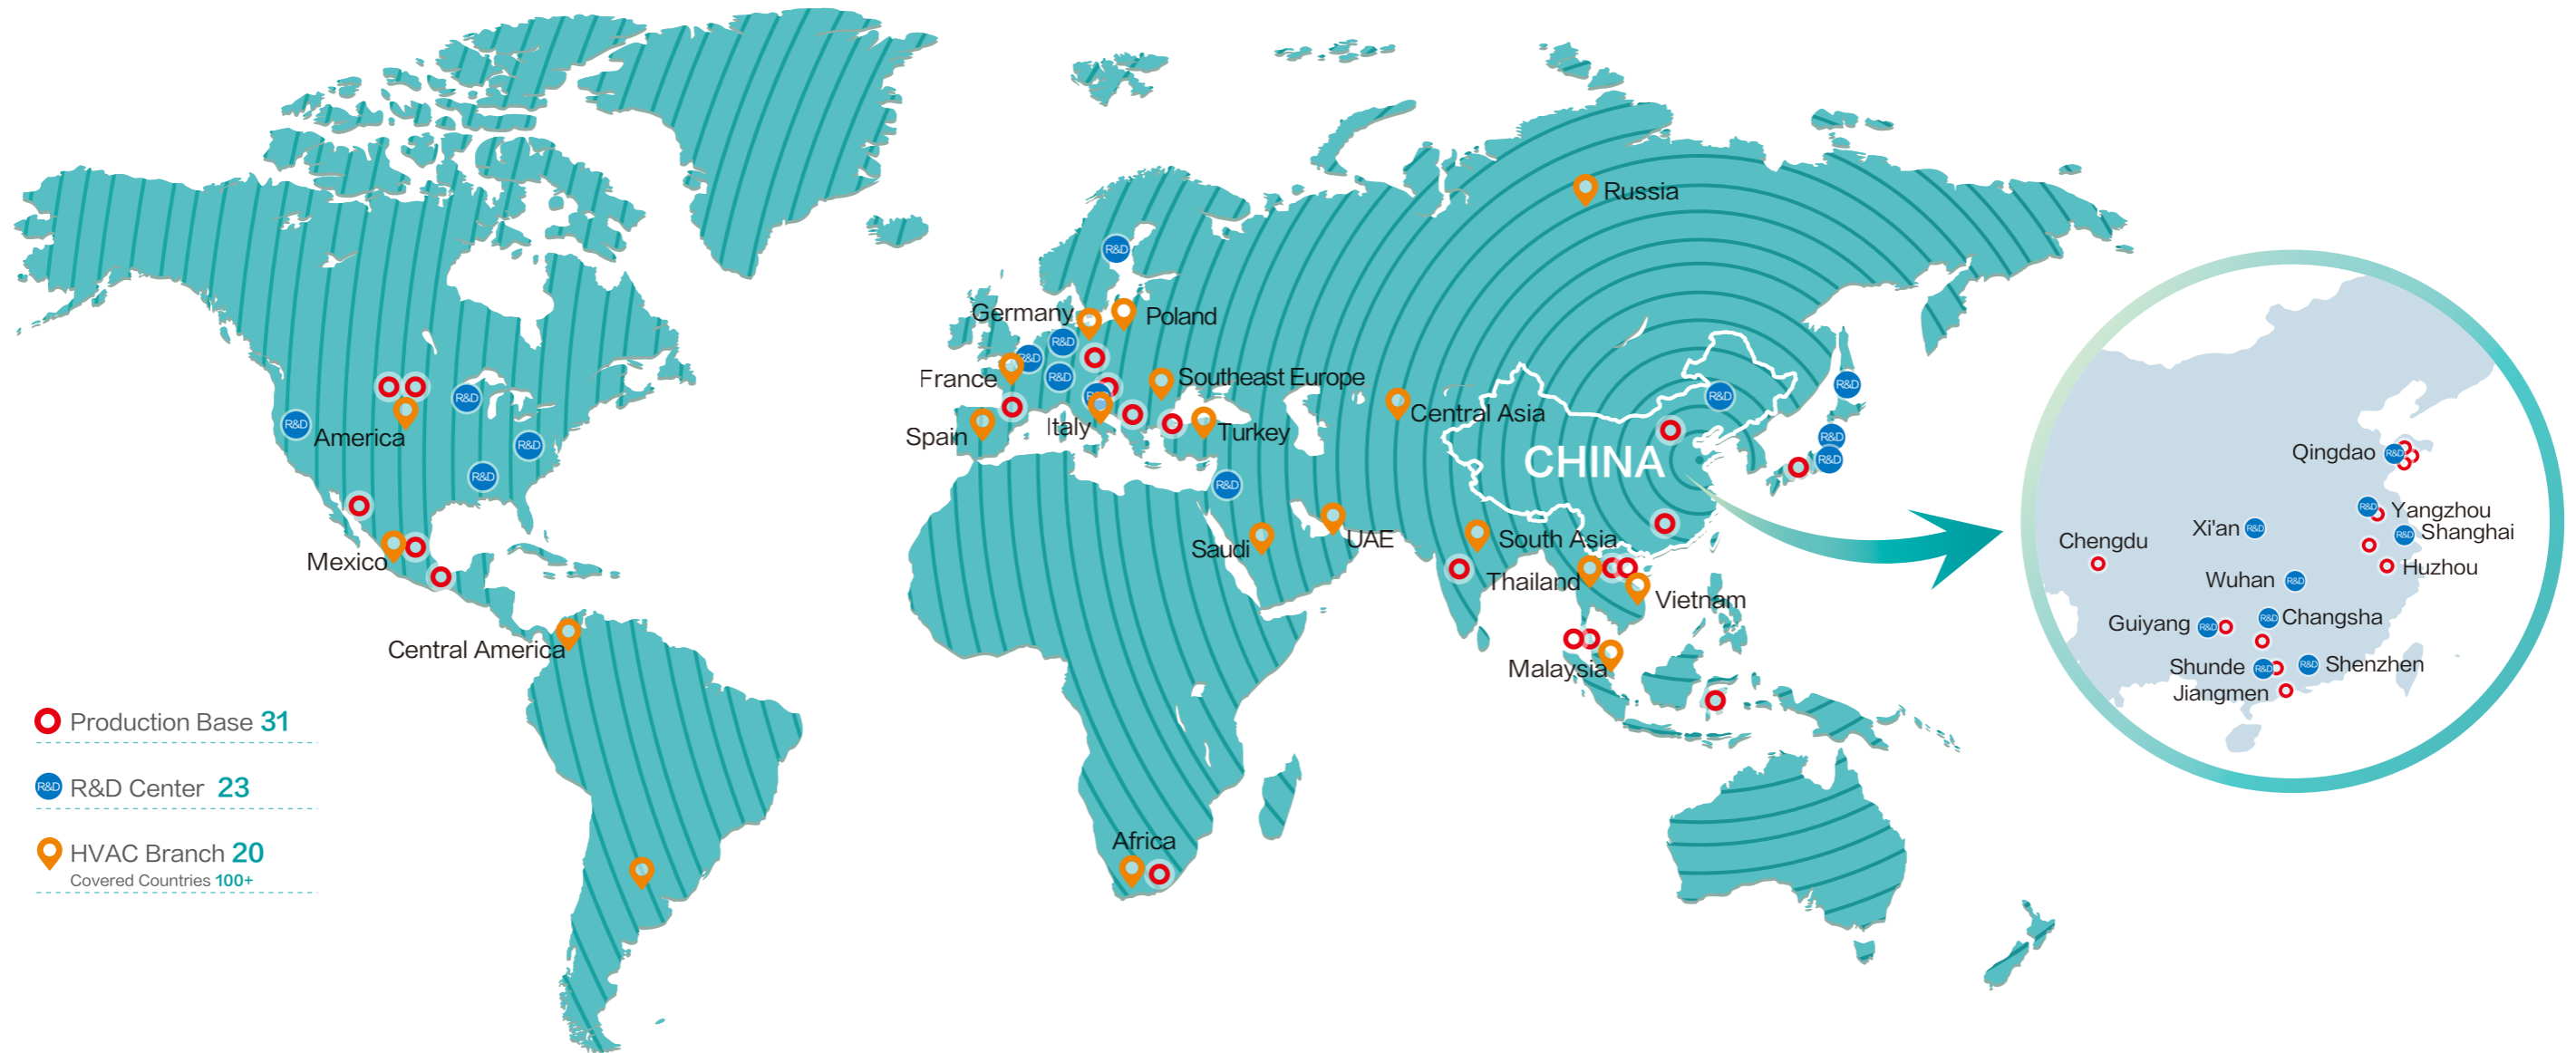 Russia
Germany
Poland
France
Southeast Europe
Central Asia
America
Spain
Italy
Turkey
CHINA
Saudi
UAE
South Asia
Mexico
Thailand
Vietnam
Central America
Malaysia
Africa
Production Base 31
R&D R&D Center 23
HVAC Branch 20
Covered Countries 100+
Qingdao R&D
R&D Yangzhou
Xi'an R&D
R&D Shanghai
Chengdu
Huzhou
Wuhan R&D
R&D Changsha
Guiyang R&D
Shunde R&D
R&D Shenzhen
Jiangmen
R&D
R&D
R&D
R&D
R&D
R&D
R&D
R&D
R&D
R&D
R&D
R&D
R&D